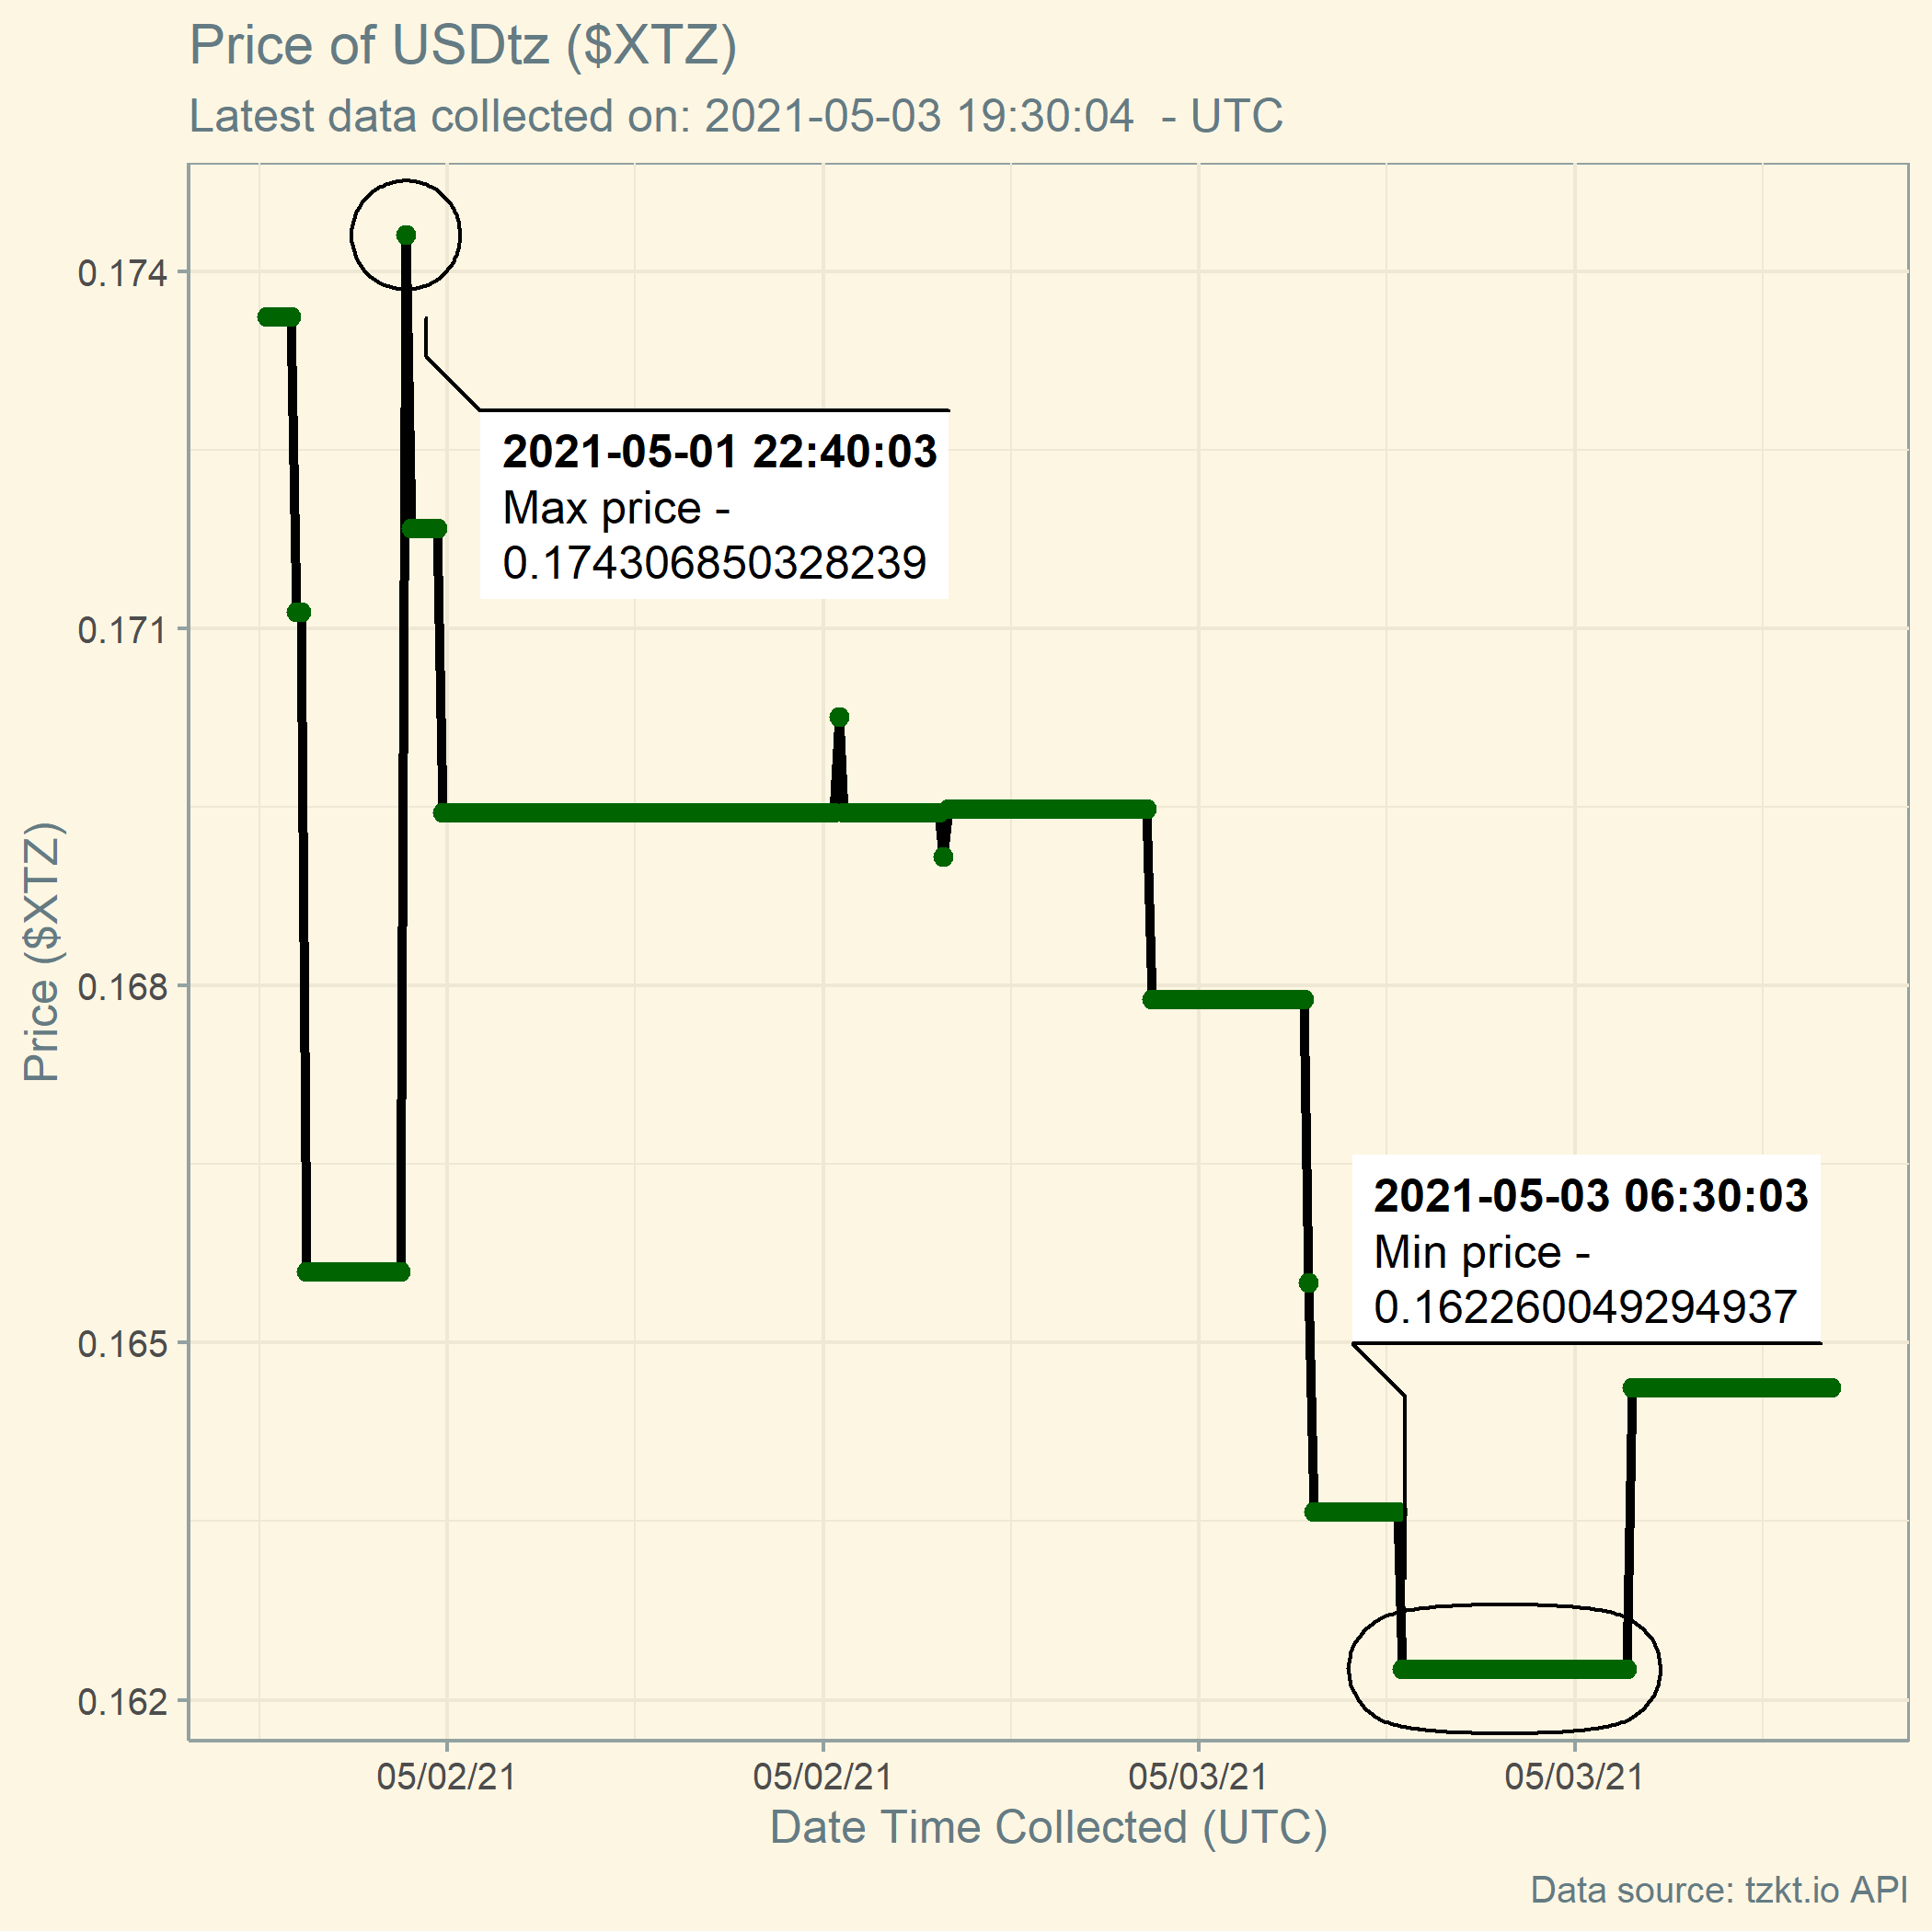 Price of USDtz ($XTZ)
Latest data collected on: 2021-05-03 19:30:04  - UTC
0.174
2021-05-01 22:40:03
Max price -
0.174306850328239
0.171
0.168
Price ($XTZ)
2021-05-03 06:30:03
Min price -
0.162260049294937
0.165
0.162
05/02/21 05/02/21 05/03/21 05/03/21
Date Time Collected (UTC)
Data source: tzkt.io API